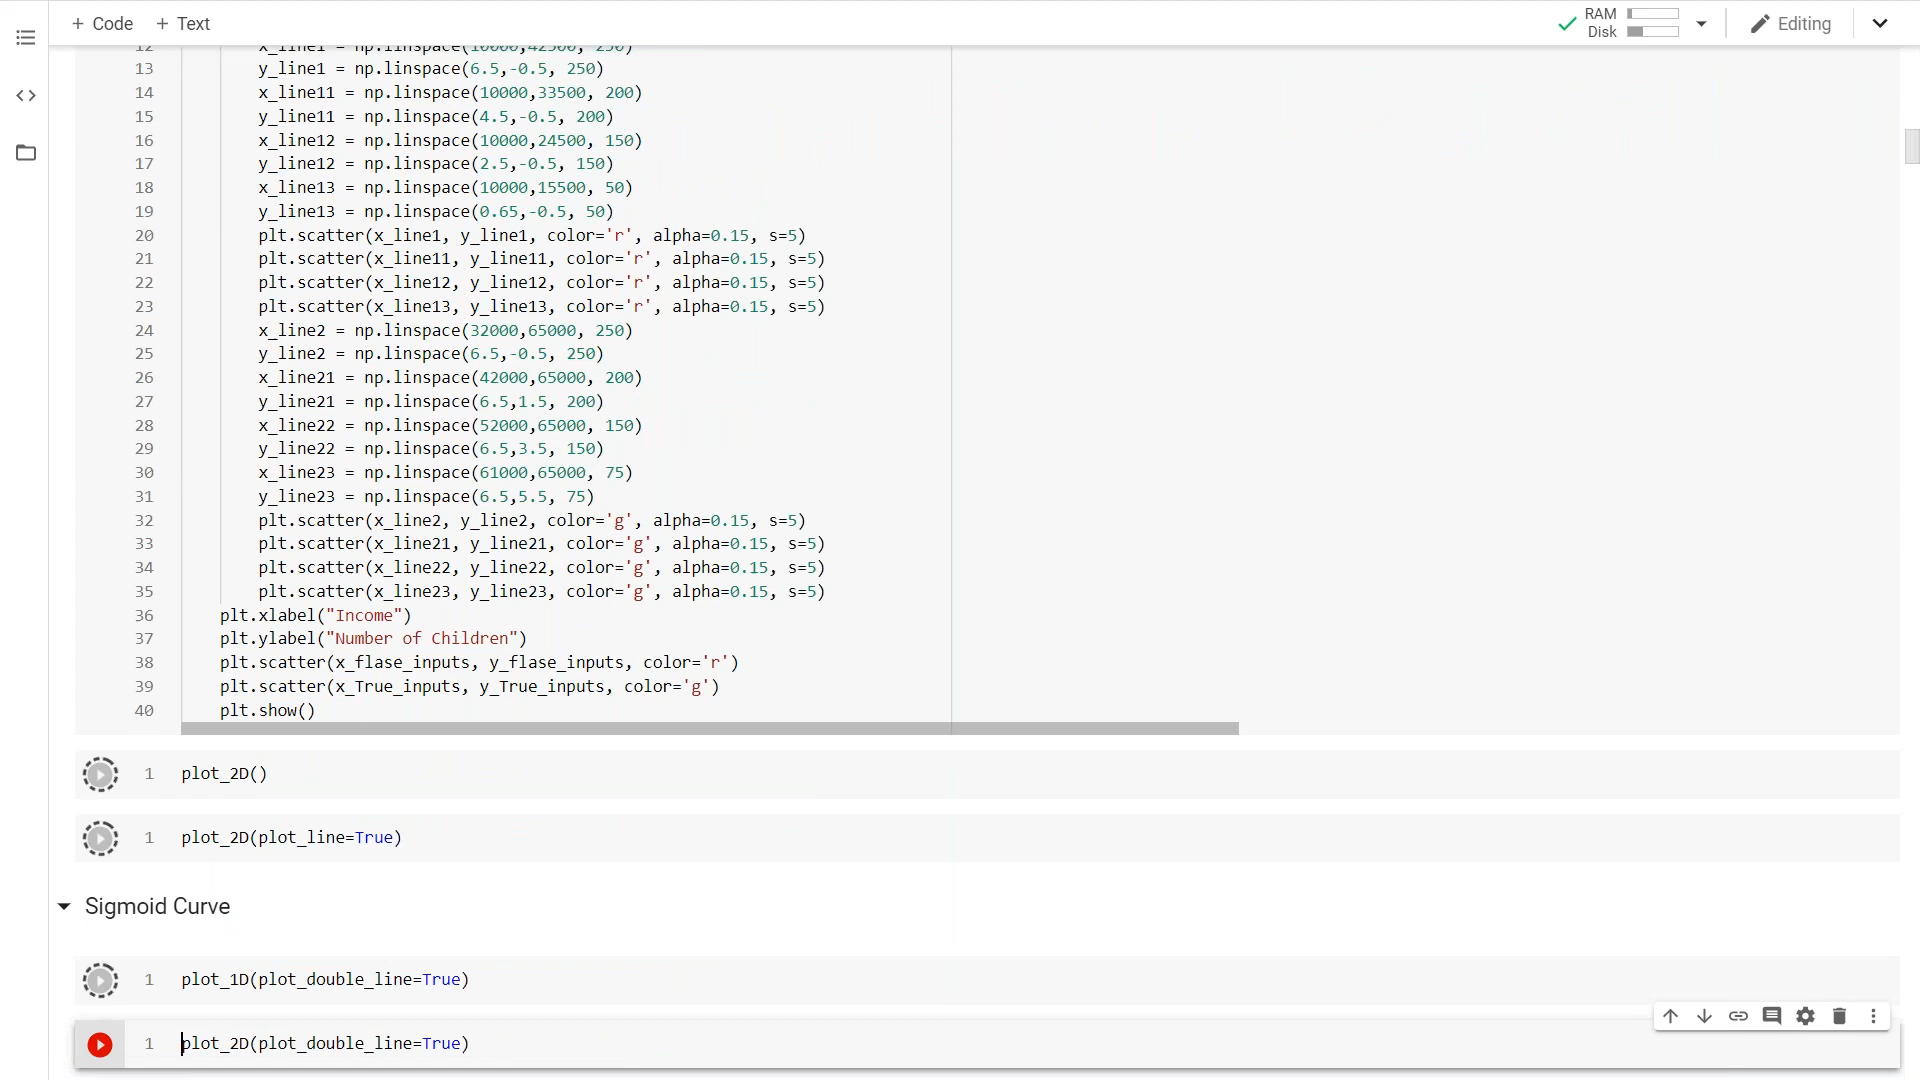 + Code + Text
RAM
Disk
Editing
12 x_line1 = np.linspace(10000,42500, 250)
13 y_line1 = np.linspace(6.5,-0.5, 250)
14 x_line11 = np.linspace(10000,33500, 200)
15 y_line11 = np.linspace(4.5,-0.5, 200)
16 x_line12 = np.linspace(10000,24500, 150)
17 y_line12 = np.linspace(2.5,-0.5, 150)
18 x_line13 = np.linspace(10000,15500, 50)
19 y_line13 = np.linspace(0.65,-0.5, 50)
20 plt.scatter(x_line1, y_line1, color='r', alpha=0.15, s=5)
21 plt.scatter(x_line11, y_line11, color='r', alpha=0.15, s=5)
22 plt.scatter(x_line12, y_line12, color='r', alpha=0.15, s=5)
23 plt.scatter(x_line13, y_line13, color='r', alpha=0.15, s=5)
24 x_line2 = np.linspace(32000,65000, 250)
25 y_line2 = np.linspace(6.5,-0.5, 250)
26 x_line21 = np.linspace(42000,65000, 200)
27 y_line21 = np.linspace(6.5,1.5, 200)
28 x_line22 = np.linspace(52000,65000, 150)
29 y_line22 = np.linspace(6.5,3.5, 150)
30 x_line23 = np.linspace(61000,65000, 75)
31 y_line23 = np.linspace(6.5,5.5, 75)
32 plt.scatter(x_line2, y_line2, color='g', alpha=0.15, s=5)
33 plt.scatter(x_line21, y_line21, color='g', alpha=0.15, s=5)
34 plt.scatter(x_line22, y_line22, color='g', alpha=0.15, s=5)
35 plt.scatter(x_line23, y_line23, color='g', alpha=0.15, s=5)
36 plt.xlabel("Income")
37 plt.ylabel("Number of Children")
38 plt.scatter(x_flase_inputs, y_flase_inputs, color='r')
39 plt.scatter(x_True_inputs, y_True_inputs, color='g')
40 plt.show()
1 plot_2D()
1 plot_2D(plot_line=True)
Sigmoid Curve
1 plot_1D(plot_double_line=True)
1 plot_2D(plot_double_line=True)